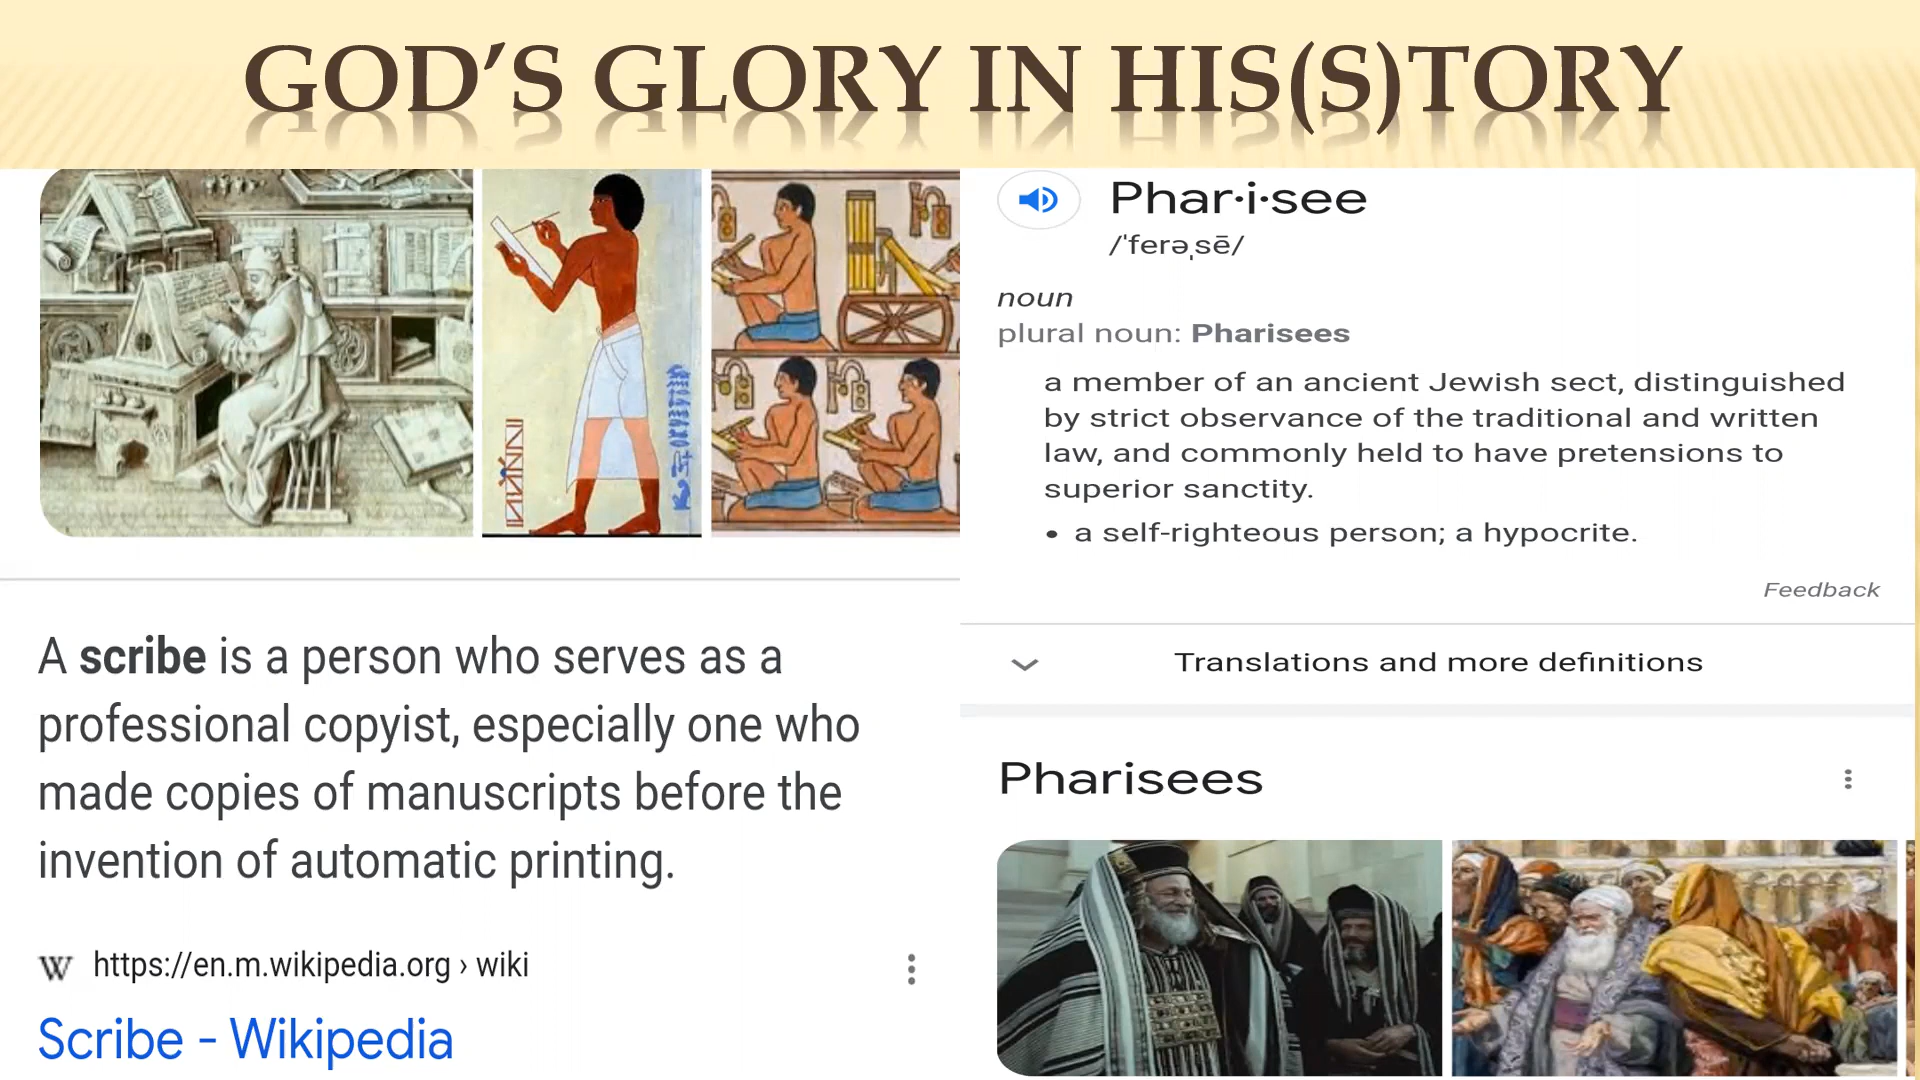 GOD’S GLORY IN HIS(S)TORY
A scribe is a person who serves as a
professional copyist, especially one who
made copies of manuscripts before the
invention of automatic printing.
W https://en.m.wikipedia.org › wiki
Scribe - Wikipedia
Phar·i·see
/ˈferəˌsē/
noun
plural noun: Pharisees
a member of an ancient Jewish sect, distinguished
by strict observance of the traditional and written
law, and commonly held to have pretensions to
superior sanctity.
• a self-righteous person; a hypocrite.
Feedback
Translations and more definitions
Pharisees